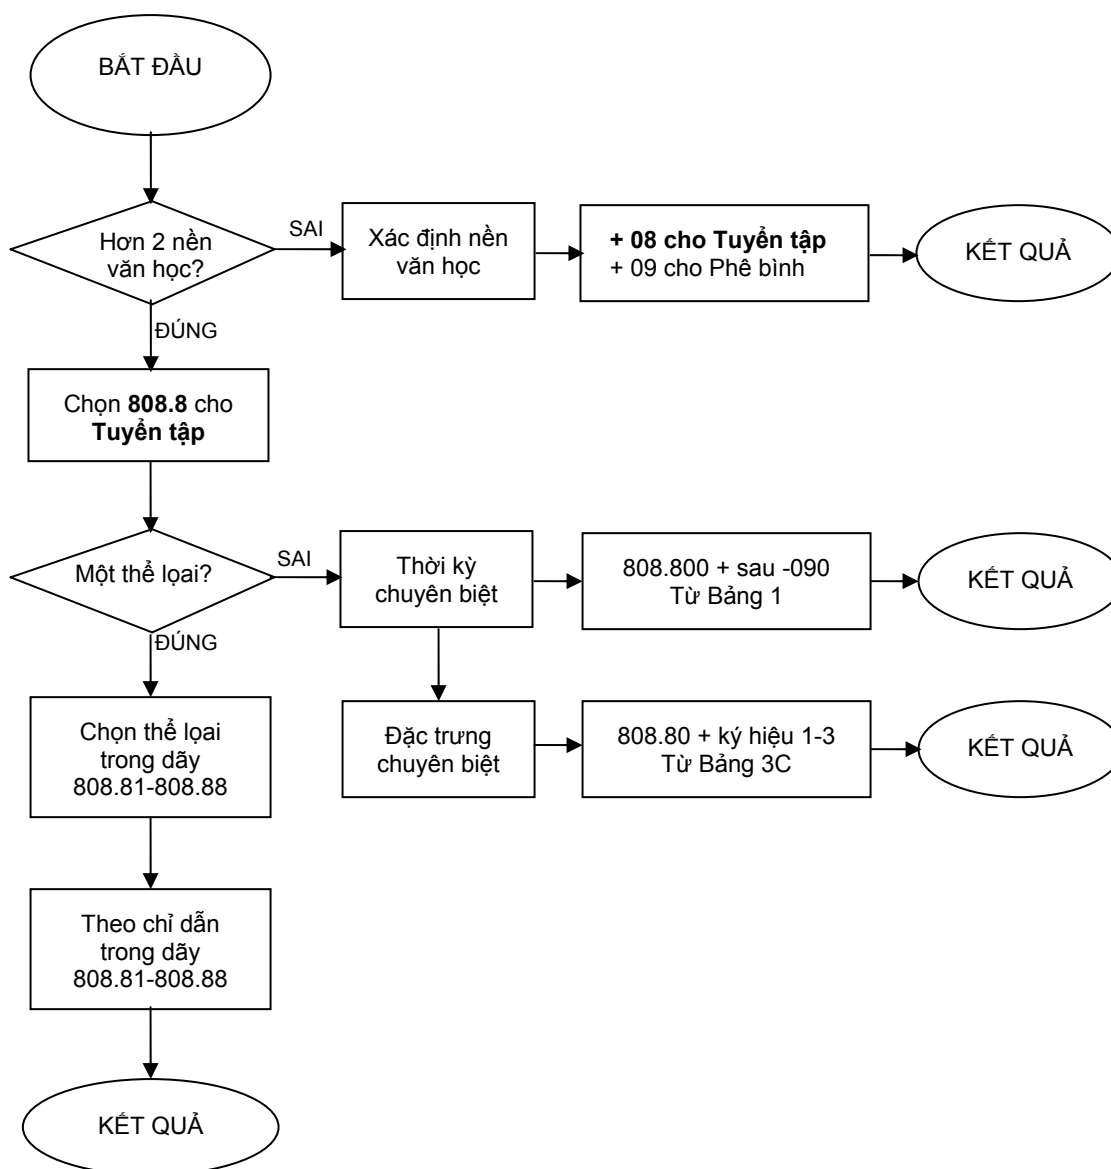 BẮT ĐẦU
Hơn 2 nền
văn học?
SAI
Xác định nền
văn học
+ 08 cho Tuyển tập
+ 09 cho Phê bình
KẾT QUẢ
ĐÚNG
Chọn 808.8 cho
Tuyển tập
Một thể lọai?
SAI
Thời kỳ
chuyên biệt
808.800 + sau -090
Từ Bảng 1
KẾT QUẢ
ĐÚNG
Chọn thể lọai
trong dãy
808.81-808.88
Đặc trưng
chuyên biệt
808.80 + ký hiệu 1-3
Từ Bảng 3C
KẾT QUẢ
Theo chỉ dẫn
trong dãy
808.81-808.88
KẾT QUẢ